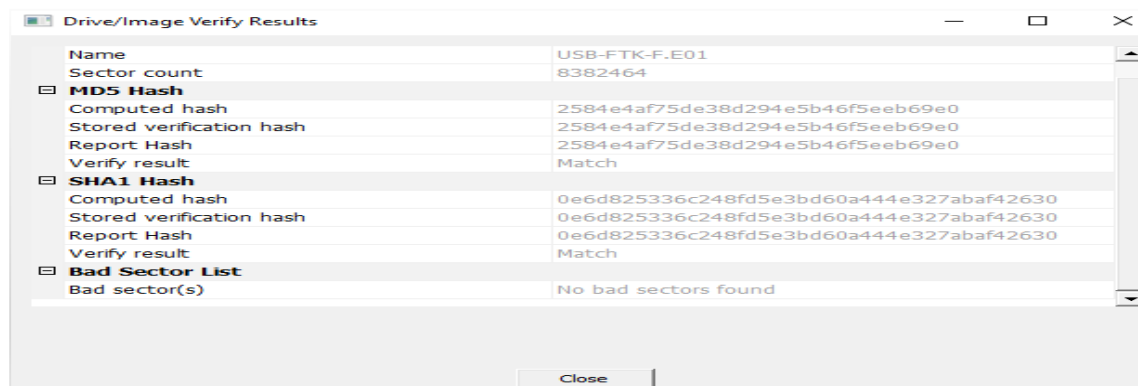 Drive/Image Verify Results
Name USB-FTK-F.E01
Sector count 8382464
MD5 Hash
Computed hash 2584e4af75de38d294e5b46f5eeb69e0
Stored verification hash 2584e4af75de38d294e5b46f5eeb69e0
Report Hash 2584e4af75de38d294e5b46f5eeb69e0
Verify result Match
SHA1 Hash
Computed hash 0e6d825336c248fd5e3bd60a444e327abaf42630
Stored verification hash 0e6d825336c248fd5e3bd60a444e327abaf42630
Report Hash 0e6d825336c248fd5e3bd60a444e327abaf42630
Verify result Match
Bad Sector List
Bad sector(s) No bad sectors found
Close